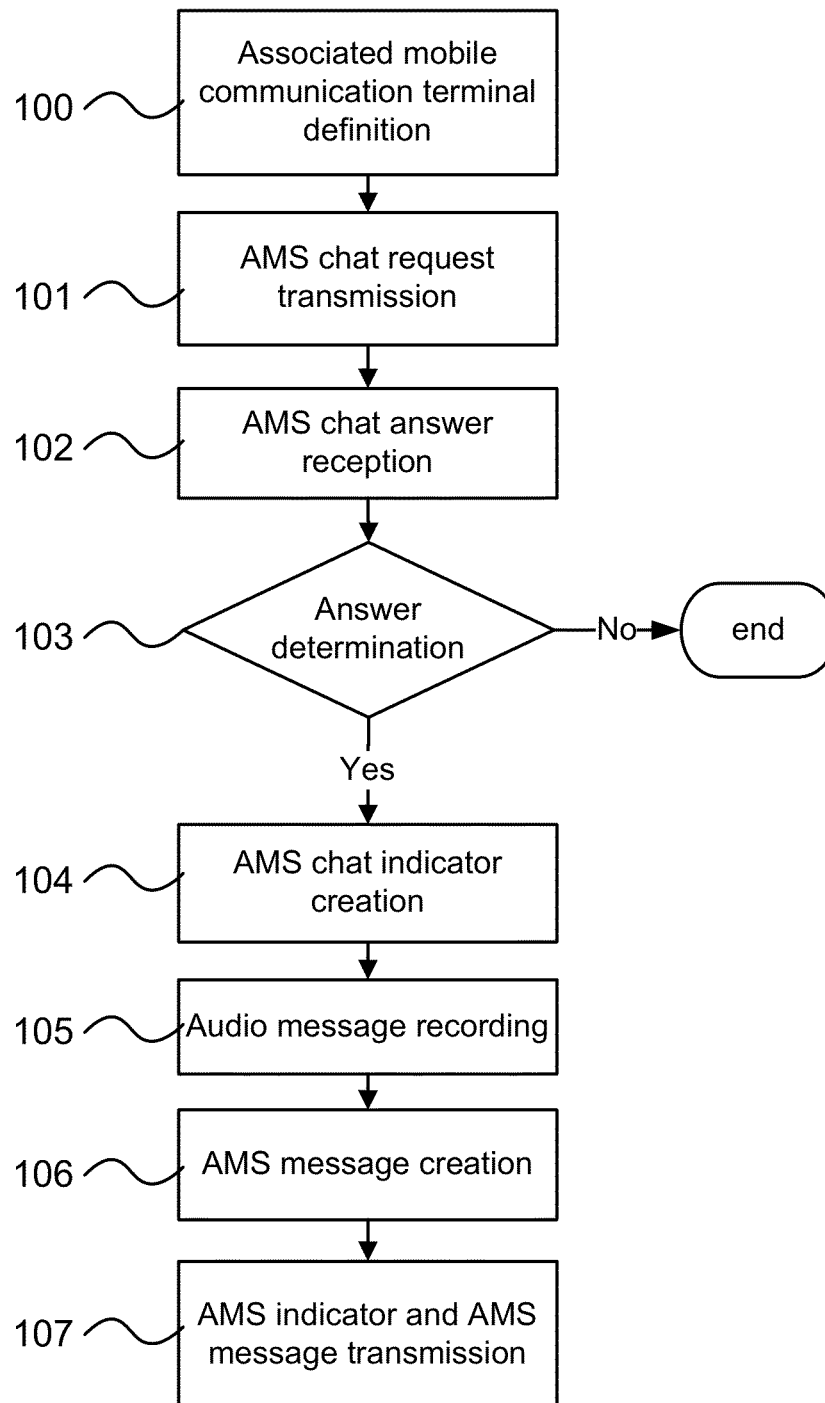 100
Associated mobile
communication terminal
definition
101
AMS chat request
transmission
102
AMS chat answer
reception
103
Answer
determination
No
end
Yes
104
AMS chat indicator
creation
105
Audio message recording
106
AMS message creation
107
AMS indicator and AMS
message transmission